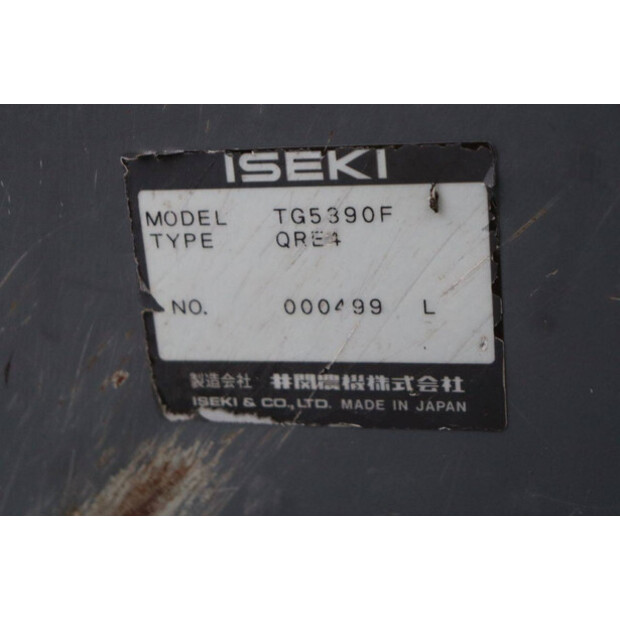 ISEKI
MODEL TG5390F
TYPE QRE4
NO. 000499 L
製造会社 井関農機株式会社
ISEKI & CO., LTD. MADE IN JAPAN